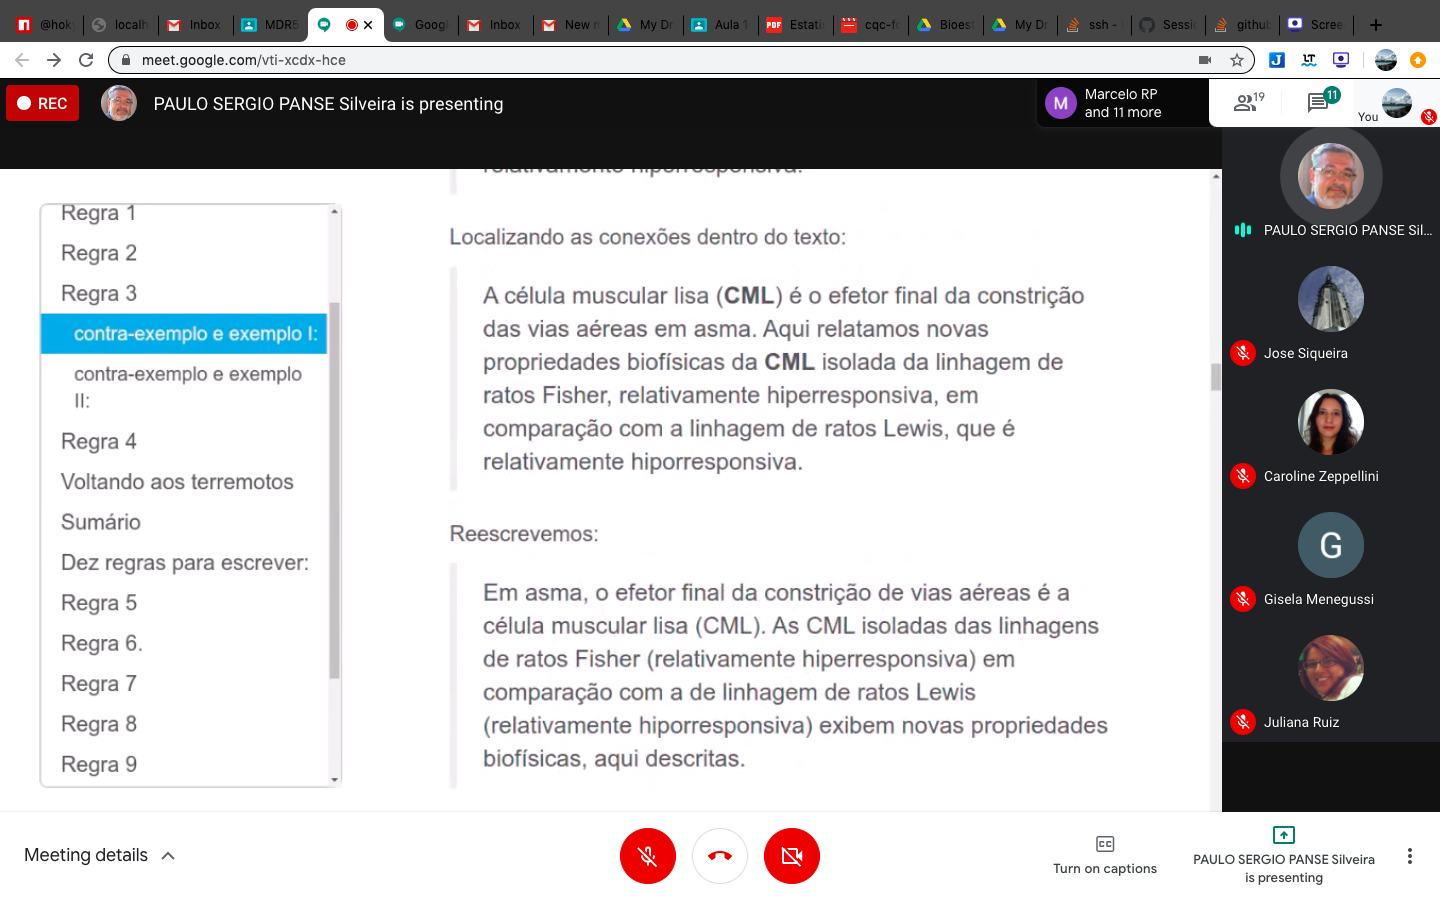 @hok
localh
Inbox
MDR5
Googl
Inbox
New m
My Dr
Aula 1
Estati
cqc-fo
Bioest
My Dr
ssh -
Sessio
github
Scree
meet.google.com/vti-xcdx-hce
REC
PAULO SERGIO PANSE Silveira is presenting
M
Marcelo RP
and 11 more
19
11
You
relativamente hiporresponsiva.
Regra 1
Regra 2
Regra 3
contra-exemplo e exemplo I:
contra-exemplo e exemplo
II:
Regra 4
Voltando aos terremotos
Sumário
Dez regras para escrever:
Regra 5
Regra 6.
Regra 7
Regra 8
Regra 9
Localizando as conexões dentro do texto:
A célula muscular lisa (CML) é o efetor final da constrição
das vias aéreas em asma. Aqui relatamos novas
propriedades biofísicas da CML isolada da linhagem de
ratos Fisher, relativamente hiperresponsiva, em
comparação com a linhagem de ratos Lewis, que é
relativamente hiporresponsiva.
Reescrevemos:
Em asma, o efetor final da constrição de vias aéreas é a
célula muscular lisa (CML). As CML isoladas das linhagens
de ratos Fisher (relativamente hiperresponsiva) em
comparação com a de linhagem de ratos Lewis
(relativamente hiporresponsiva) exibem novas propriedades
biofísicas, aqui descritas.
PAULO SERGIO PANSE Sil...
Jose Siqueira
Caroline Zeppellini
G
Gisela Menegussi
Juliana Ruiz
Meeting details
Turn on captions
PAULO SERGIO PANSE Silveira
is presenting